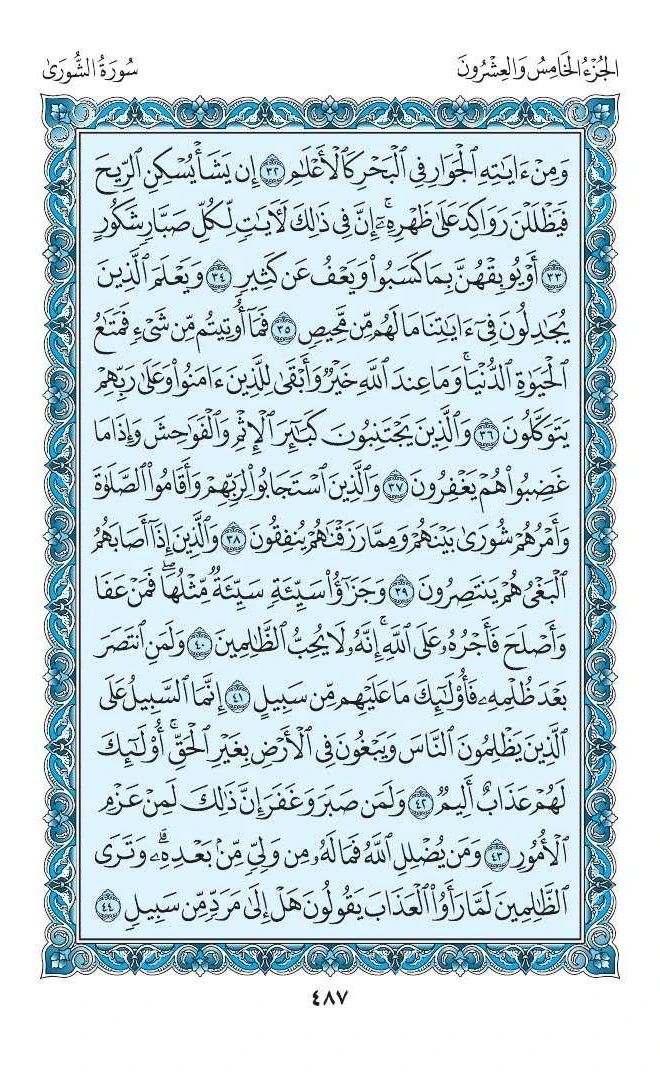 الجُزْءُ الخَامِسُ وَالعِشْرُونَ
سُورَةُ الشُّورَىٰ
وَمِنْ ءَايَٰتِهِ ٱلْجَوَارِ فِى ٱلْبَحْرِ كَٱلْأَعْلَٰمِ ٣٢ إِن يَشَأْ يُسْكِنِ ٱلرِّيحَ
فَيَظْلَلْنَ رَوَاكِدَ عَلَىٰ ظَهْرِهِۦٓ ۚ إِنَّ فِى ذَٰلِكَ لَءَايَٰتٍ لِّكُلِّ صَبَّارٍ شَكُورٍ
٣٣ أَوْ يُوبِقْهُنَّ بِمَا كَسَبُوا۟ وَيَعْفُ عَن كَثِيرٍ ٣٤ وَيَعْلَمَ ٱلَّذِينَ
يُجَٰدِلُونَ فِىٓ ءَايَٰتِنَا مَا لَهُم مِّن مَّحِيصٍ ٣٥ فَمَآ أُوتِيتُم مِّن شَىْءٍ فَمَتَٰعُ
ٱلْحَيَوٰةِ ٱلدُّنْيَا ۖ وَمَا عِندَ ٱللَّهِ خَيْرٌ وَأَبْقَىٰ لِلَّذِينَ ءَامَنُوا۟ وَعَلَىٰ رَبِّهِمْ
يَتَوَكَّلُونَ ٣٦ وَٱلَّذِينَ يَجْتَنِبُونَ كَبَٰٓئِرَ ٱلْإِثْمِ وَٱلْفَوَٰحِشَ وَإِذَا مَا
غَضِبُوا۟ هُمْ يَغْفِرُونَ ٣٧ وَٱلَّذِينَ ٱسْتَجَابُوا۟ لِرَبِّهِمْ وَأَقَامُوا۟ ٱلصَّلَوٰةَ
وَأَمْرُهُمْ شُورَىٰ بَيْنَهُمْ وَمِمَّا رَزَقْنَٰهُمْ يُنفِقُونَ ٣٨ وَٱلَّذِينَ إِذَآ أَصَابَهُمُ
ٱلْبَغْىُ هُمْ يَنتَصِرُونَ ٣٩ وَجَزَٰٓؤُا۟ سَيِّئَةٍ سَيِّئَةٌ مِّثْلُهَا ۖ فَمَنْ عَفَا
وَأَصْلَحَ فَأَجْرُهُۥ عَلَى ٱللَّهِ ۚ إِنَّهُۥ لَا يُحِبُّ ٱلظَّٰلِمِينَ ٤٠ وَلَمَنِ ٱنتَصَرَ
بَعْدَ ظُلْمِهِۦ فَأُو۟لَٰٓئِكَ مَا عَلَيْهِم مِّن سَبِيلٍ ٤١ إِنَّمَا ٱلسَّبِيلُ عَلَى
ٱلَّذِينَ يَظْلِمُونَ ٱلنَّاسَ وَيَبْغُونَ فِى ٱلْأَرْضِ بِغَيْرِ ٱلْحَقِّ ۚ أُو۟لَٰٓئِكَ
لَهُمْ عَذَابٌ أَلِيمٌ ٤٢ وَلَمَن صَبَرَ وَغَفَرَ إِنَّ ذَٰلِكَ لَمِنْ عَزْمِ
ٱلْأُمُورِ ٤٣ وَمَن يُضْلِلِ ٱللَّهُ فَمَا لَهُۥ مِن وَلِىٍّ مِّنۢ بَعْدِهِۦ ۗ وَتَرَى
ٱلظَّٰلِمِينَ لَمَّا رَأَوُا۟ ٱلْعَذَابَ يَقُولُونَ هَلْ إِلَىٰ مَرَدٍّ مِّن سَبِيلٍ ٤٤
٤٨٧